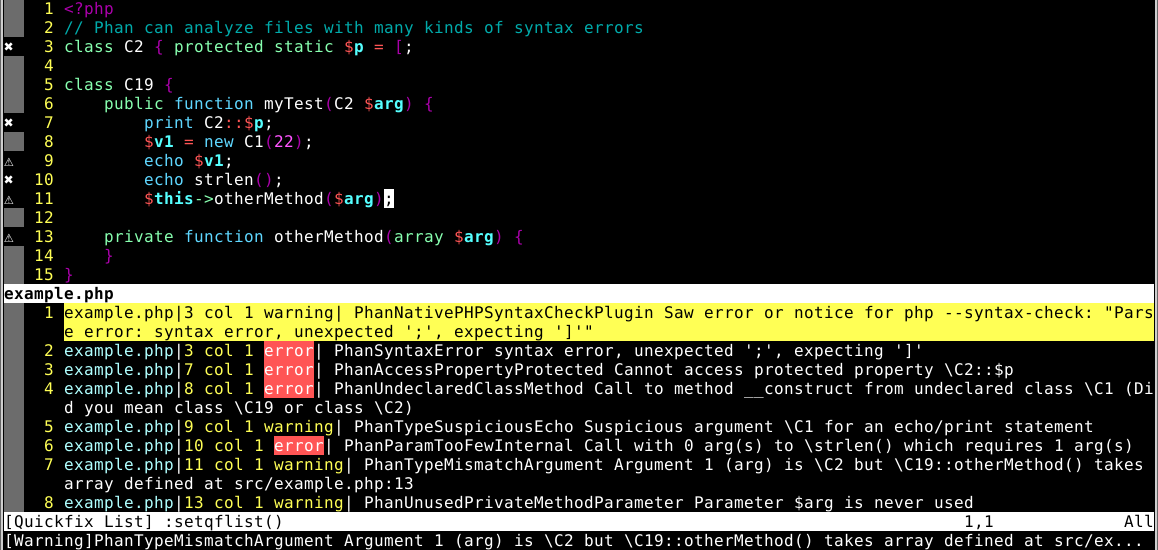 1 <?php
2 // Phan can analyze files with many kinds of syntax errors
✖ 3 class C2 { protected static $p = [;
4
5 class C19 {
6     public function myTest(C2 $arg) {
✖ 7         print C2::$p;
8         $v1 = new C1(22);
⚠ 9         echo $v1;
✖ 10         echo strlen();
⚠ 11         $this->otherMethod($arg);
12
⚠ 13     private function otherMethod(array $arg) {
14     }
15 }
example.php
1 example.php|3 col 1 warning| PhanNativePHPSyntaxCheckPlugin Saw error or notice for php --syntax-check: "Pars
e error: syntax error, unexpected ';', expecting ']'"
2 example.php|3 col 1 error| PhanSyntaxError syntax error, unexpected ';', expecting ']'
3 example.php|7 col 1 error| PhanAccessPropertyProtected Cannot access protected property \C2::$p
4 example.php|8 col 1 error| PhanUndeclaredClassMethod Call to method __construct from undeclared class \C1 (Di
d you mean class \C19 or class \C2)
5 example.php|9 col 1 warning| PhanTypeSuspiciousEcho Suspicious argument \C1 for an echo/print statement
6 example.php|10 col 1 error| PhanParamTooFewInternal Call with 0 arg(s) to \strlen() which requires 1 arg(s)
7 example.php|11 col 1 warning| PhanTypeMismatchArgument Argument 1 (arg) is \C2 but \C19::otherMethod() takes
array defined at src/example.php:13
8 example.php|13 col 1 warning| PhanUnusedPrivateMethodParameter Parameter $arg is never used
[Quickfix List] :setqflist() 1,1 All
[Warning]PhanTypeMismatchArgument Argument 1 (arg) is \C2 but \C19::otherMethod() takes array defined at src/ex...